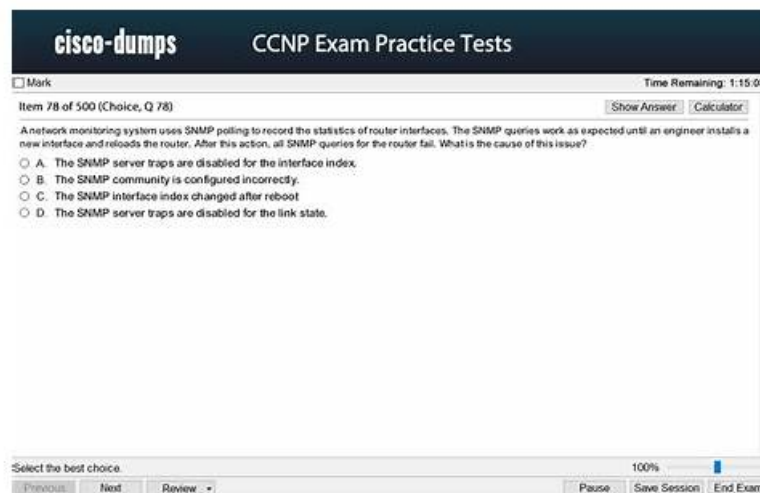 cisco-dumps CCNP Exam Practice Tests
Mark Time Remaining: 1:15:0
Item 78 of 500 (Choice, Q 78) Show Answer Calculator
A network monitoring system uses SNMP polling to record the statistics of router interfaces. The SNMP queries work as expected until an engineer installs a
new interface and reloads the router. After this action, all SNMP queries for the router fail. What is the cause of this issue?
A. The SNMP server traps are disabled for the interface index.
B. The SNMP community is configured incorrectly.
C. The SNMP interface index changed after reboot
D. The SNMP server traps are disabled for the link state.
Select the best choice. 100%
Previous Next Review Pause Save Session End Exam